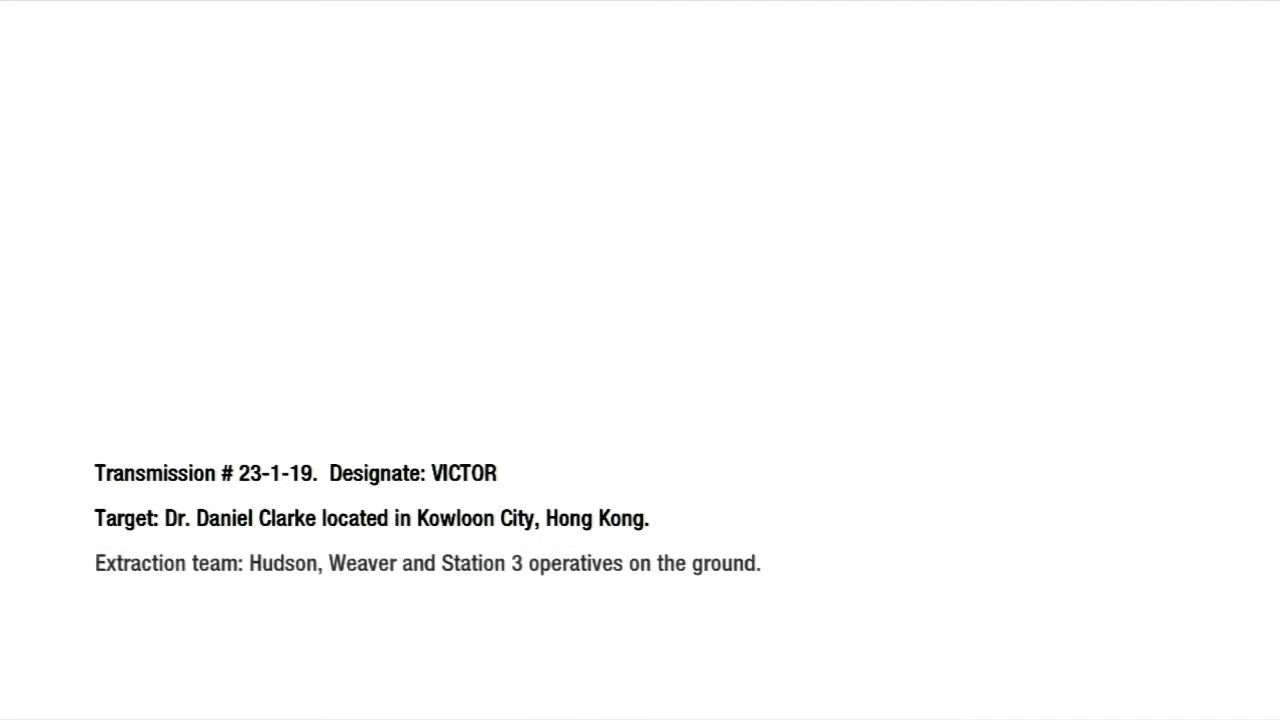 Transmission # 23-1-19.  Designate: VICTOR
Target: Dr. Daniel Clarke located in Kowloon City, Hong Kong.
Extraction team: Hudson, Weaver and Station 3 operatives on the ground.